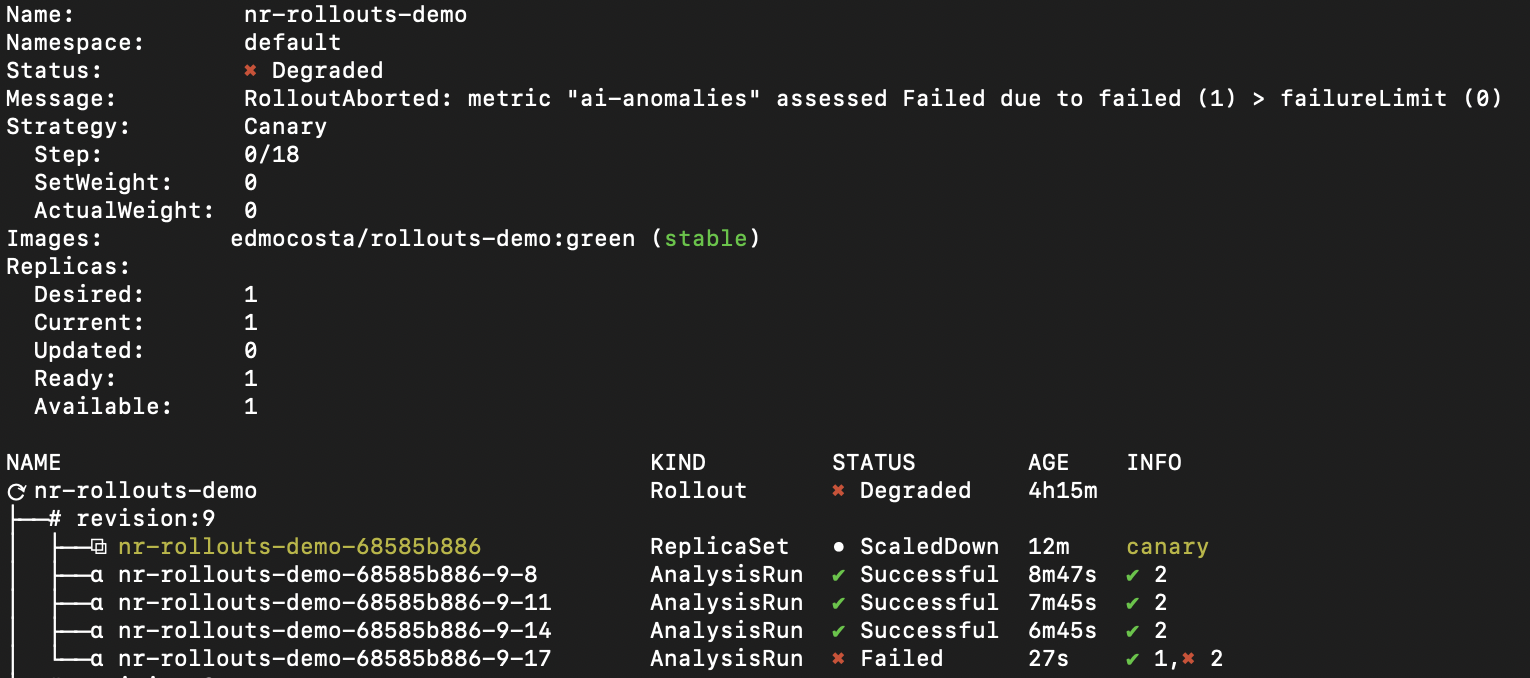 Name: nr-rollouts-demo
Namespace: default
Status: ✖ Degraded
Message: RolloutAborted: metric "ai-anomalies" assessed Failed due to failed (1) > failureLimit (0)
Strategy: Canary
Step: 0/18
SetWeight: 0
ActualWeight: 0
Images: edmocosta/rollouts-demo:green (stable)
Replicas:
Desired: 1
Current: 1
Updated: 0
Ready: 1
Available: 1
NAME KIND STATUS AGE INFO
⟳ nr-rollouts-demo Rollout ✖ Degraded 4h15m
├──# revision:9
│ ├──⧉ nr-rollouts-demo-68585b886 ReplicaSet • ScaledDown 12m canary
│ ├──α nr-rollouts-demo-68585b886-9-8 AnalysisRun ✔ Successful 8m47s ✔ 2
│ ├──α nr-rollouts-demo-68585b886-9-11 AnalysisRun ✔ Successful 7m45s ✔ 2
│ ├──α nr-rollouts-demo-68585b886-9-14 AnalysisRun ✔ Successful 6m45s ✔ 2
│ └──α nr-rollouts-demo-68585b886-9-17 AnalysisRun ✖ Failed 27s ✔ 1,✖ 2